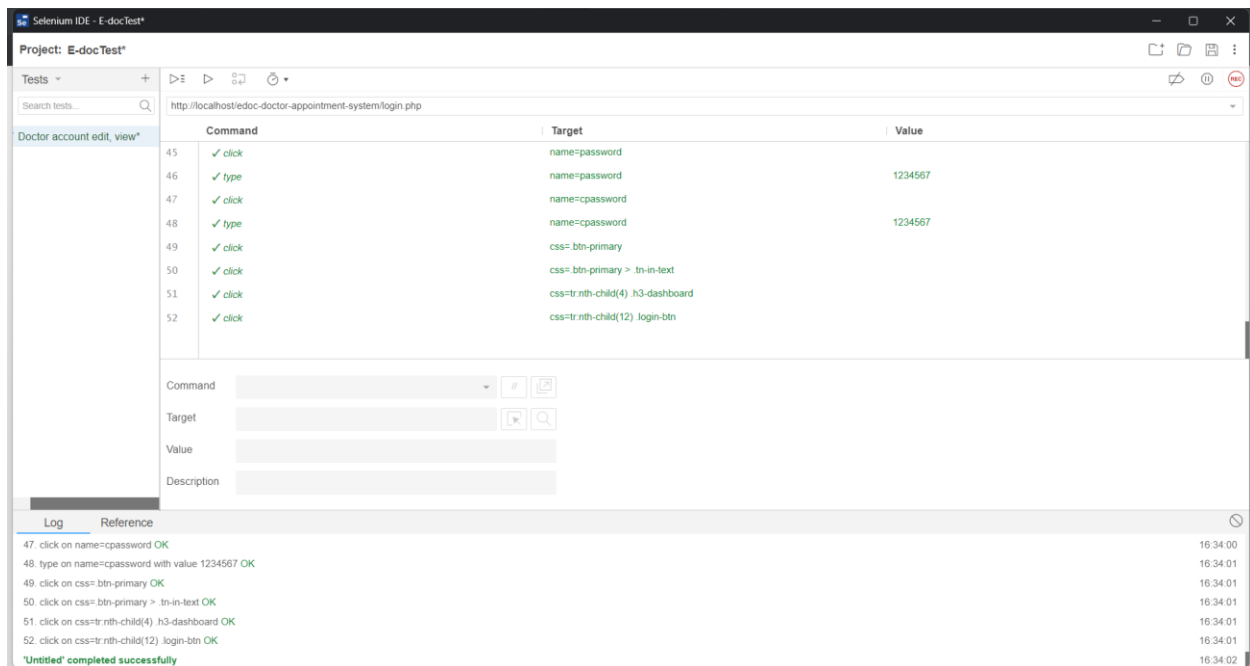 Se Selenium IDE - E-docTest*
Project: E-docTest*
Tests
Search tests...
http://localhost/edoc-doctor-appointment-system/login.php
REC
Doctor account edit, view*
Command Target Value
45 ✓ click name=password
46 ✓ type name=password 1234567
47 ✓ click name=cpassword
48 ✓ type name=cpassword 1234567
49 ✓ click css=.btn-primary
50 ✓ click css=.btn-primary > .tn-in-text
51 ✓ click css=tr:nth-child(4) .h3-dashboard
52 ✓ click css=tr:nth-child(12) .login-btn
Command //
Target
Value
Description
Log Reference
47. click on name=cpassword OK 16:34:00
48. type on name=cpassword with value 1234567 OK 16:34:01
49. click on css=.btn-primary OK 16:34:01
50. click on css=.btn-primary > .tn-in-text OK 16:34:01
51. click on css=tr:nth-child(4) .h3-dashboard OK 16:34:01
52. click on css=tr:nth-child(12) .login-btn OK 16:34:01
'Untitled' completed successfully 16:34:02